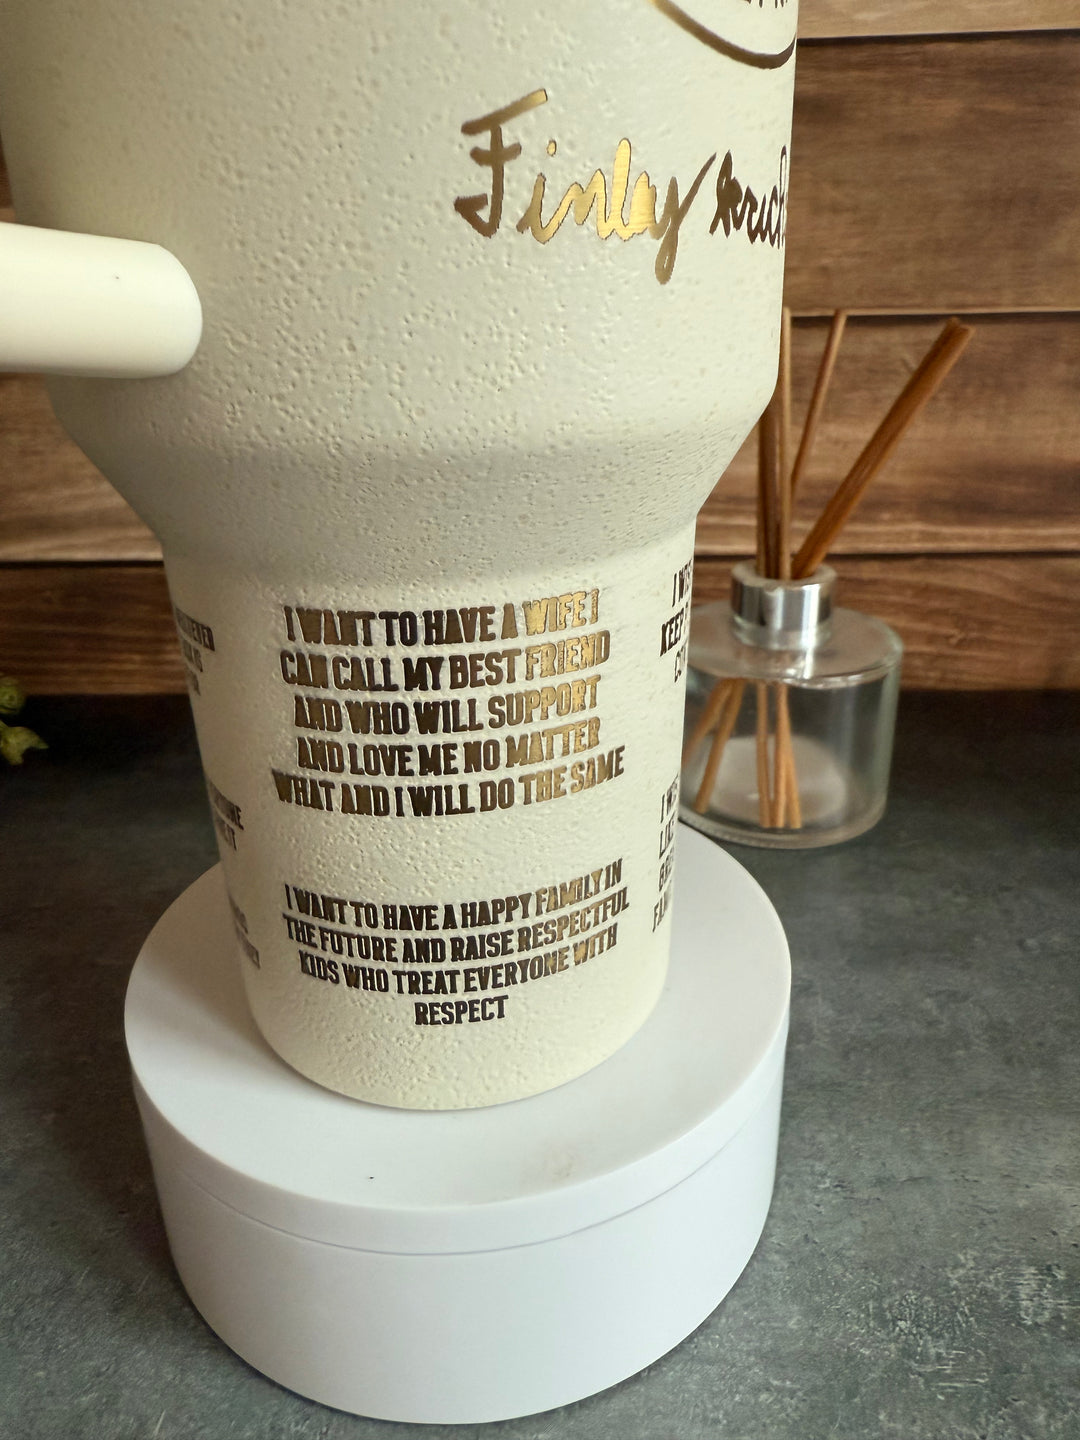 Finley
I WANT TO HAVE A WIFE I
CAN CALL MY BEST FRIEND
AND WHO WILL SUPPORT
AND LOVE ME NO MATTER
WHAT AND I WILL DO THE SAME
I WANT TO HAVE A HAPPY FAMILY IN
THE FUTURE AND RAISE RESPECTFUL
KIDS WHO TREAT EVERYONE WITH
RESPECT